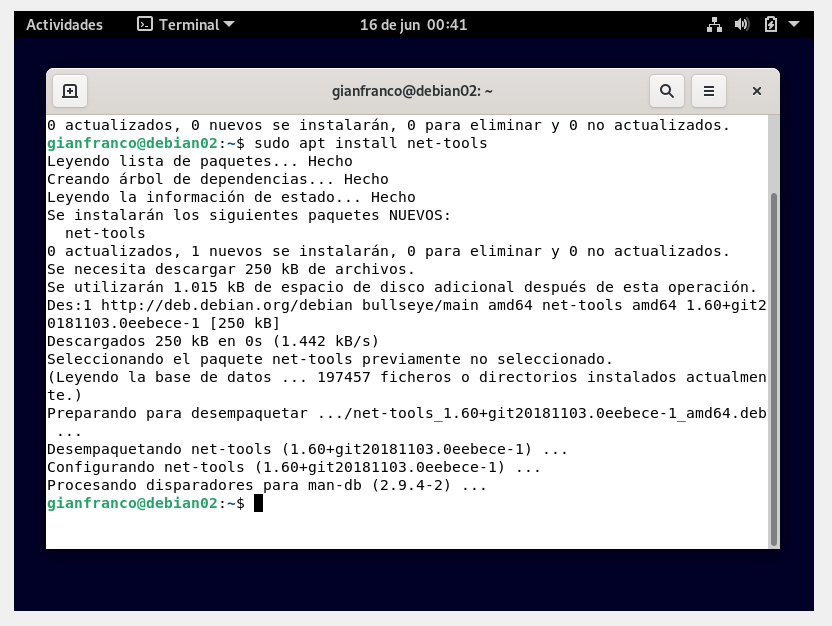 Actividades Terminal 16 de jun 00:41
gianfranco@debian02: ~
0 actualizados, 0 nuevos se instalarán, 0 para eliminar y 0 no actualizados.
gianfranco@debian02:~$ sudo apt install net-tools
Leyendo lista de paquetes... Hecho
Creando árbol de dependencias... Hecho
Leyendo la información de estado... Hecho
Se instalarán los siguientes paquetes NUEVOS:
  net-tools
0 actualizados, 1 nuevos se instalarán, 0 para eliminar y 0 no actualizados.
Se necesita descargar 250 kB de archivos.
Se utilizarán 1.015 kB de espacio de disco adicional después de esta operación.
Des:1 http://deb.debian.org/debian bullseye/main amd64 net-tools amd64 1.60+git2
0181103.0eebece-1 [250 kB]
Descargados 250 kB en 0s (1.442 kB/s)
Seleccionando el paquete net-tools previamente no seleccionado.
(Leyendo la base de datos ... 197457 ficheros o directorios instalados actualmen
te.)
Preparando para desempaquetar .../net-tools_1.60+git20181103.0eebece-1_amd64.deb
 ...
Desempaquetando net-tools (1.60+git20181103.0eebece-1) ...
Configurando net-tools (1.60+git20181103.0eebece-1) ...
Procesando disparadores para man-db (2.9.4-2) ...
gianfranco@debian02:~$